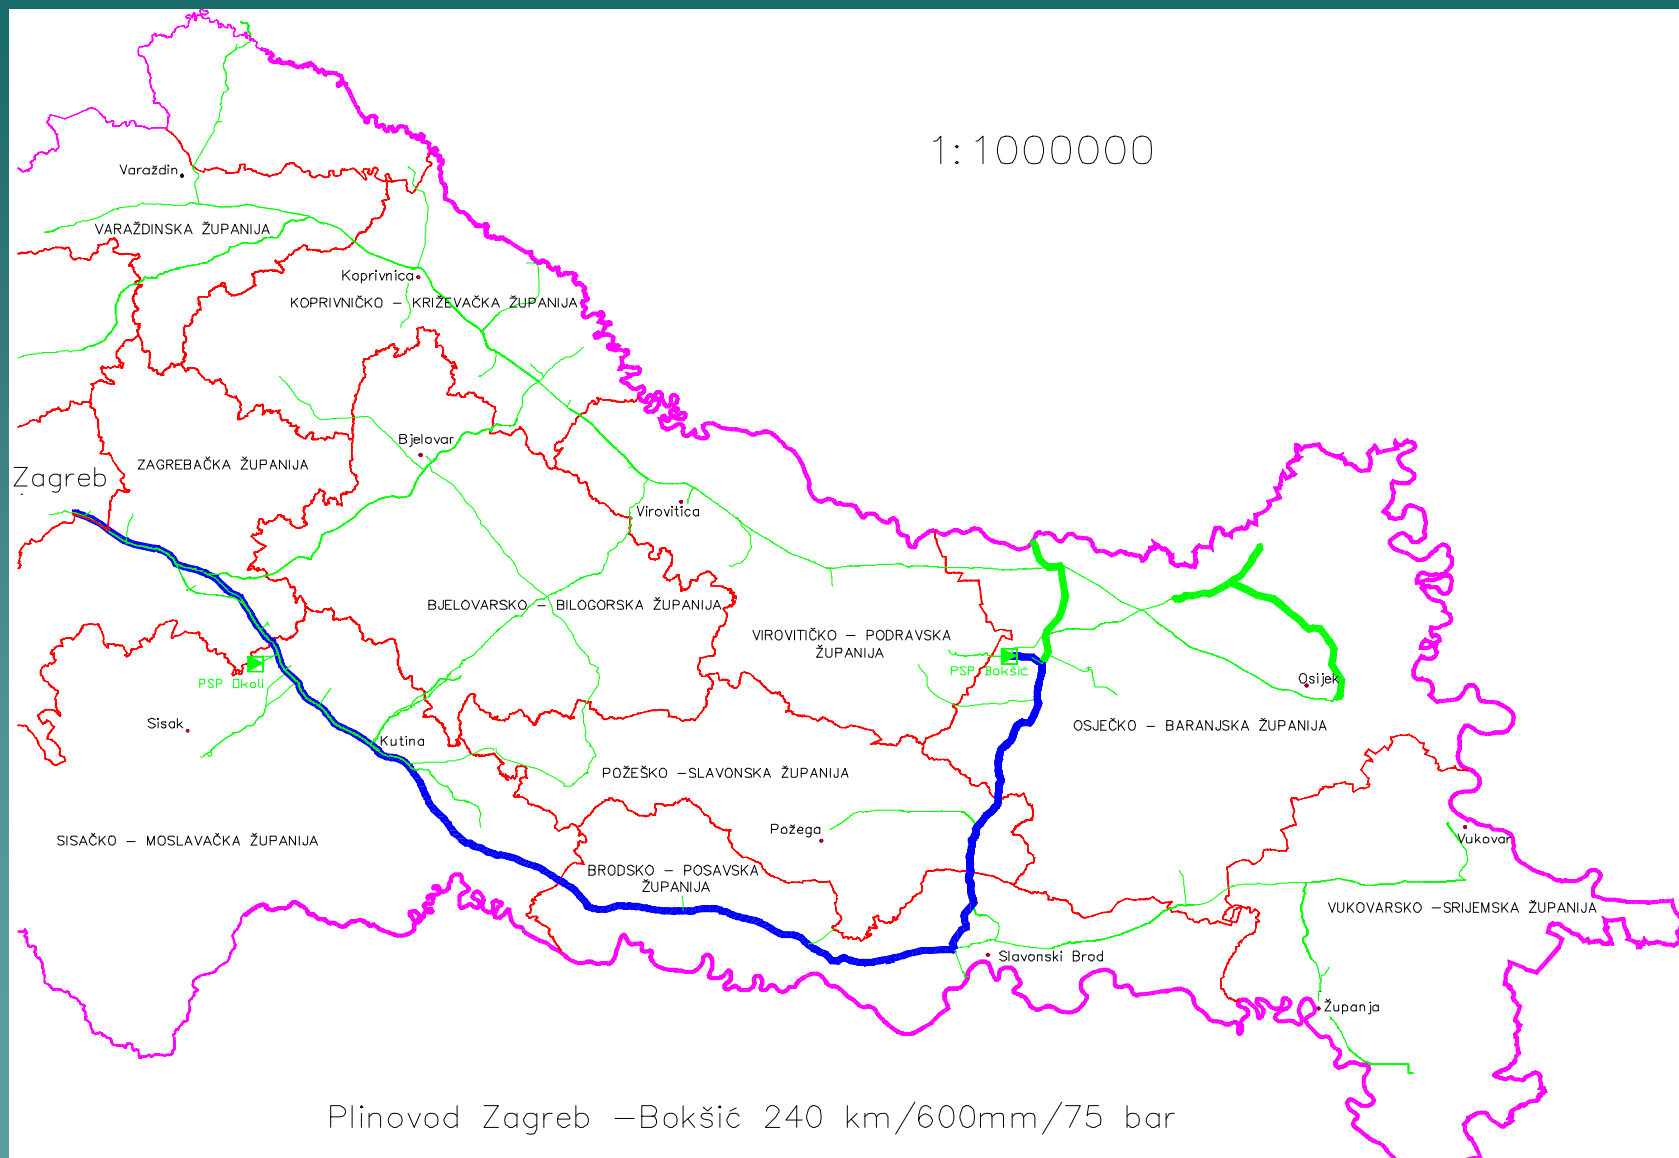 1:1000000
Varaždin
VARAŽDINSKA ŽUPANIJA
Koprivnica
KOPRIVNIČKO – KRIŽEVAČKA ŽUPANIJA
Bjelovar
ZAGREBAČKA ŽUPANIJA
Zagreb
Virovitica
BJELOVARSKO – BILOGORSKA ŽUPANIJA
VIROVITIČKO – PODRAVSKA
ŽUPANIJA
PSP Bokšić
PSP Okoli
Osijek
Sisak
Kutina
OSJEČKO – BARANJSKA ŽUPANIJA
POŽEŠKO –SLAVONSKA ŽUPANIJA
Požega
Vukovar
SISAČKO – MOSLAVAČKA ŽUPANIJA
BRODSKO – POSAVSKA
ŽUPANIJA
VUKOVARSKO –SRIJEMSKA ŽUPANIJA
Slavonski Brod
Županja
Plinovod Zagreb –Bokšić 240 km/600mm/75 bar